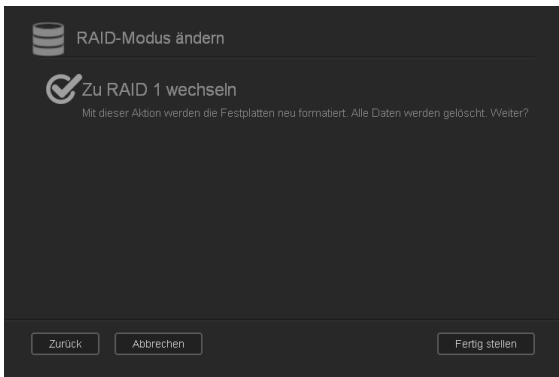 RAID-Modus ändern
Zu RAID 1 wechseln
Mit dieser Aktion werden die Festplatten neu formatiert. Alle Daten werden gelöscht. Weiter?
Zurück
Abbrechen
Fertig stellen